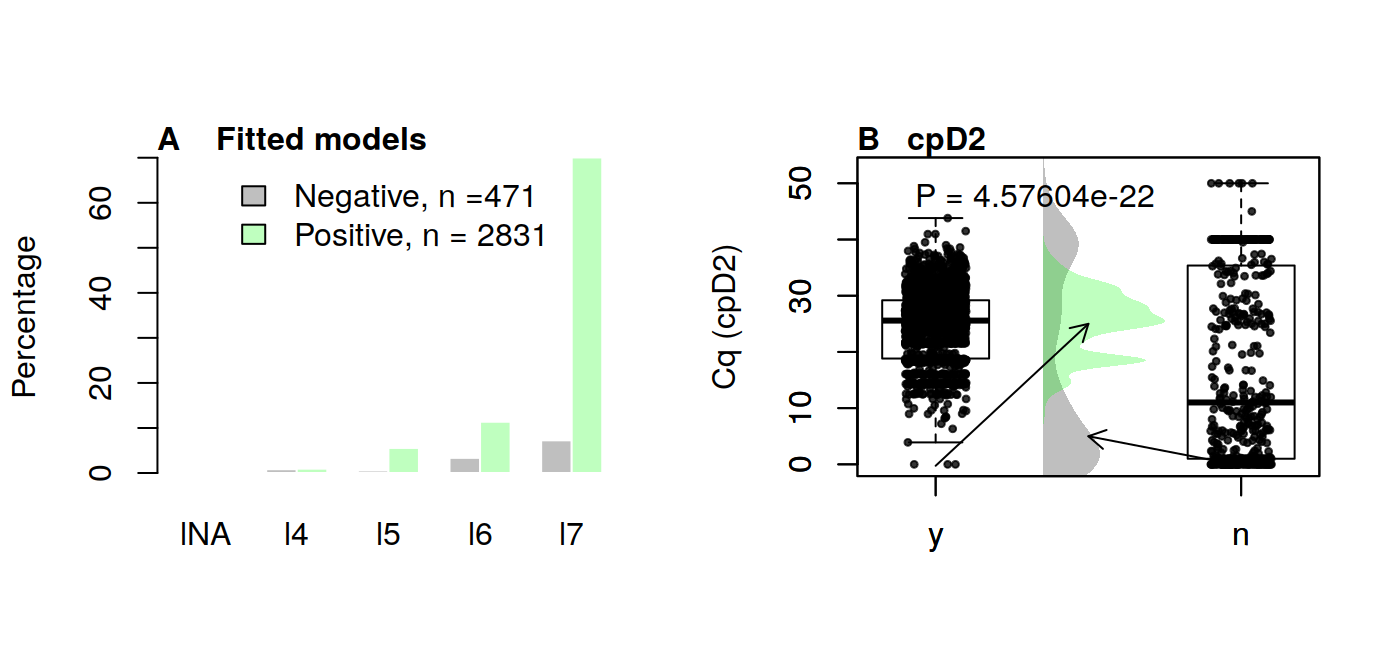 A Fitted models
Negative, n =471
Positive, n = 2831
Percentage
0
20
40
60
lNA l4 l5 l6 l7
B cpD2
P = 4.57604e-22
Cq (cpD2)
0
10
30
50
y n